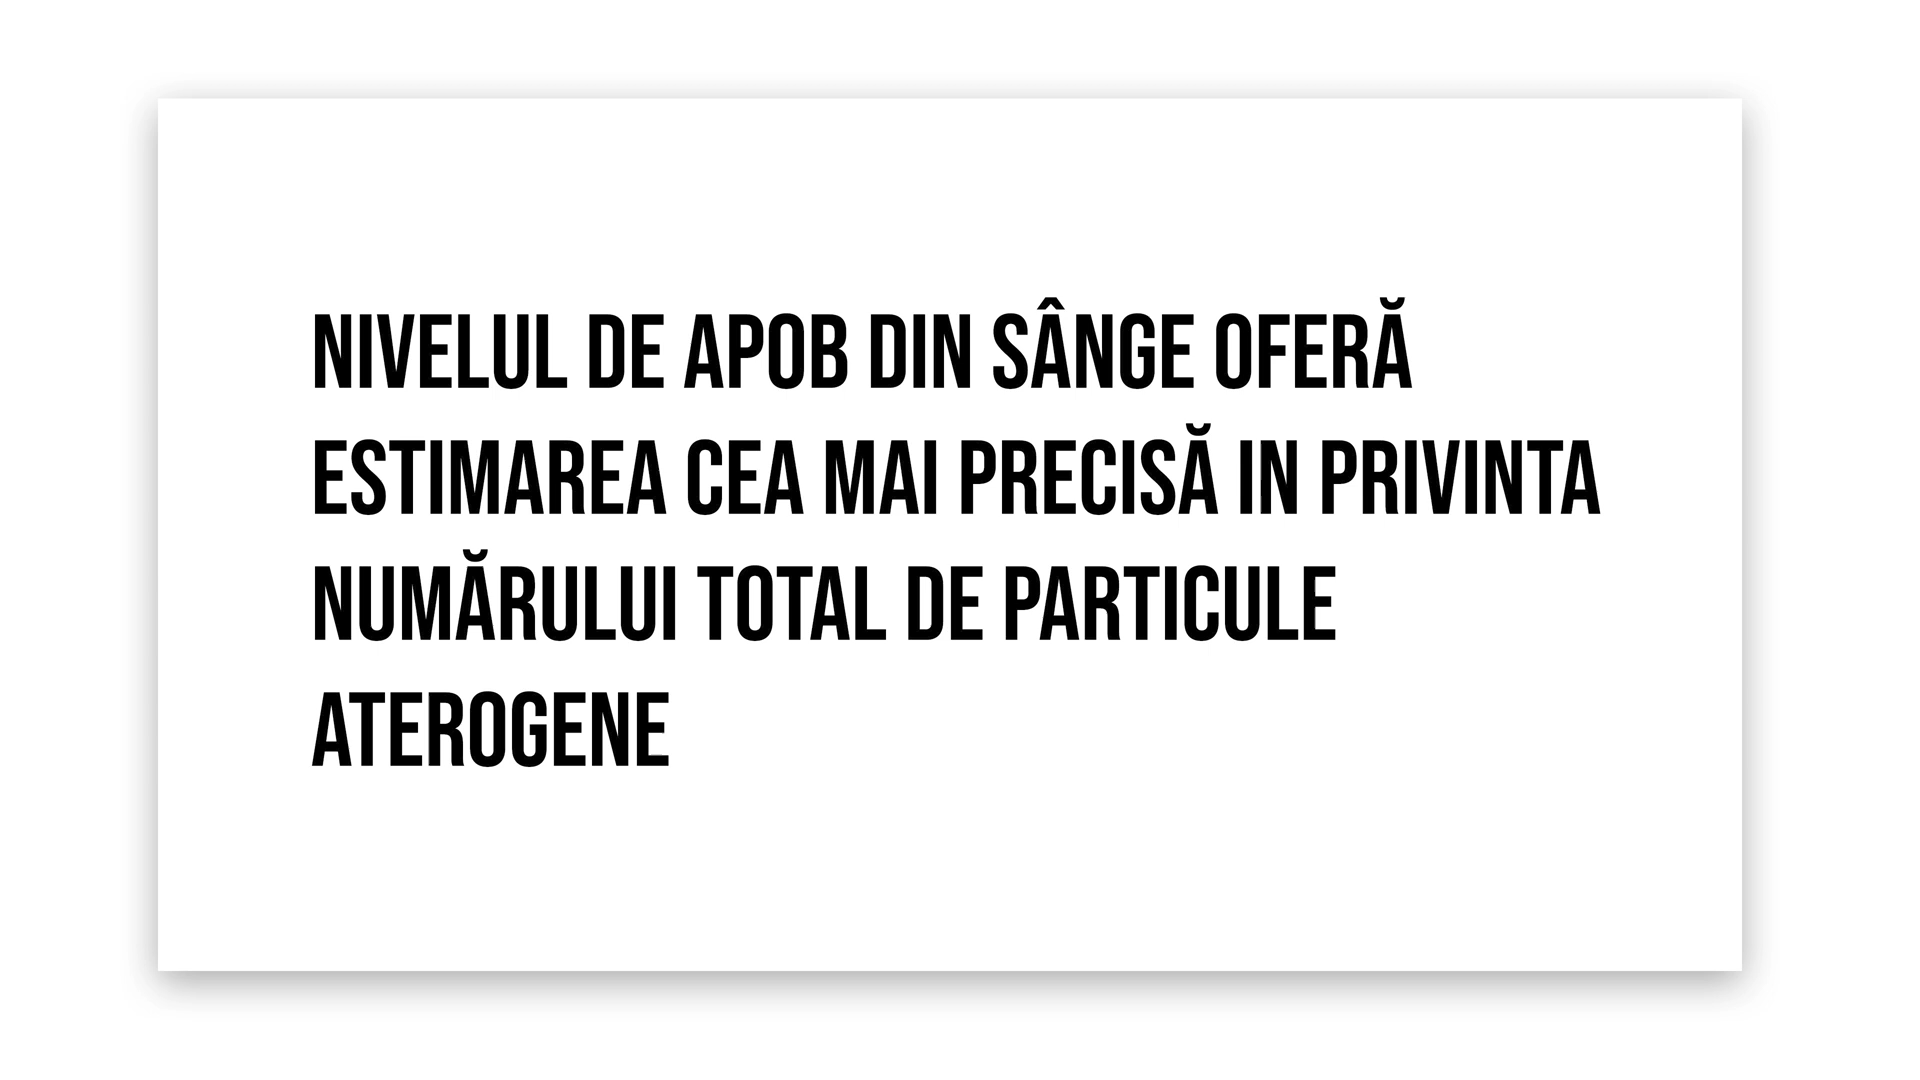 NIVELUL DE APOB DIN SÂNGE OFERĂ
ESTIMAREA CEA MAI PRECISĂ IN PRIVINTA
NUMĂRULUI TOTAL DE PARTICULE
ATEROGENE